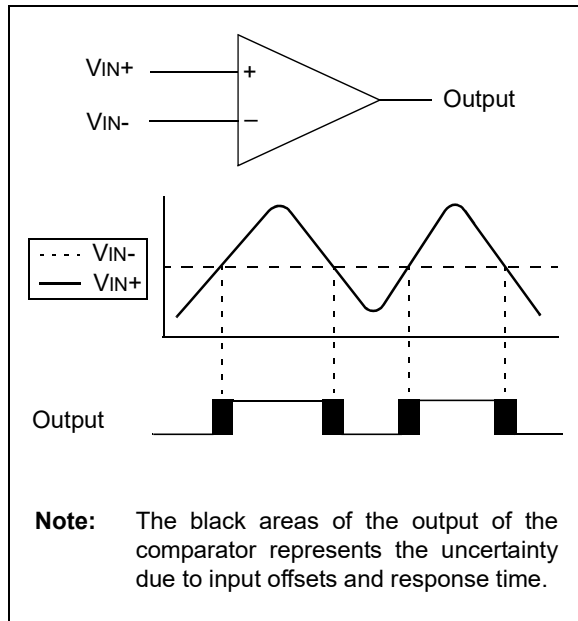 VIN+
+
Output
VIN-
–
VIN-
VIN+
Output
Note: The black areas of the output of the
comparator represents the uncertainty
due to input offsets and response time.